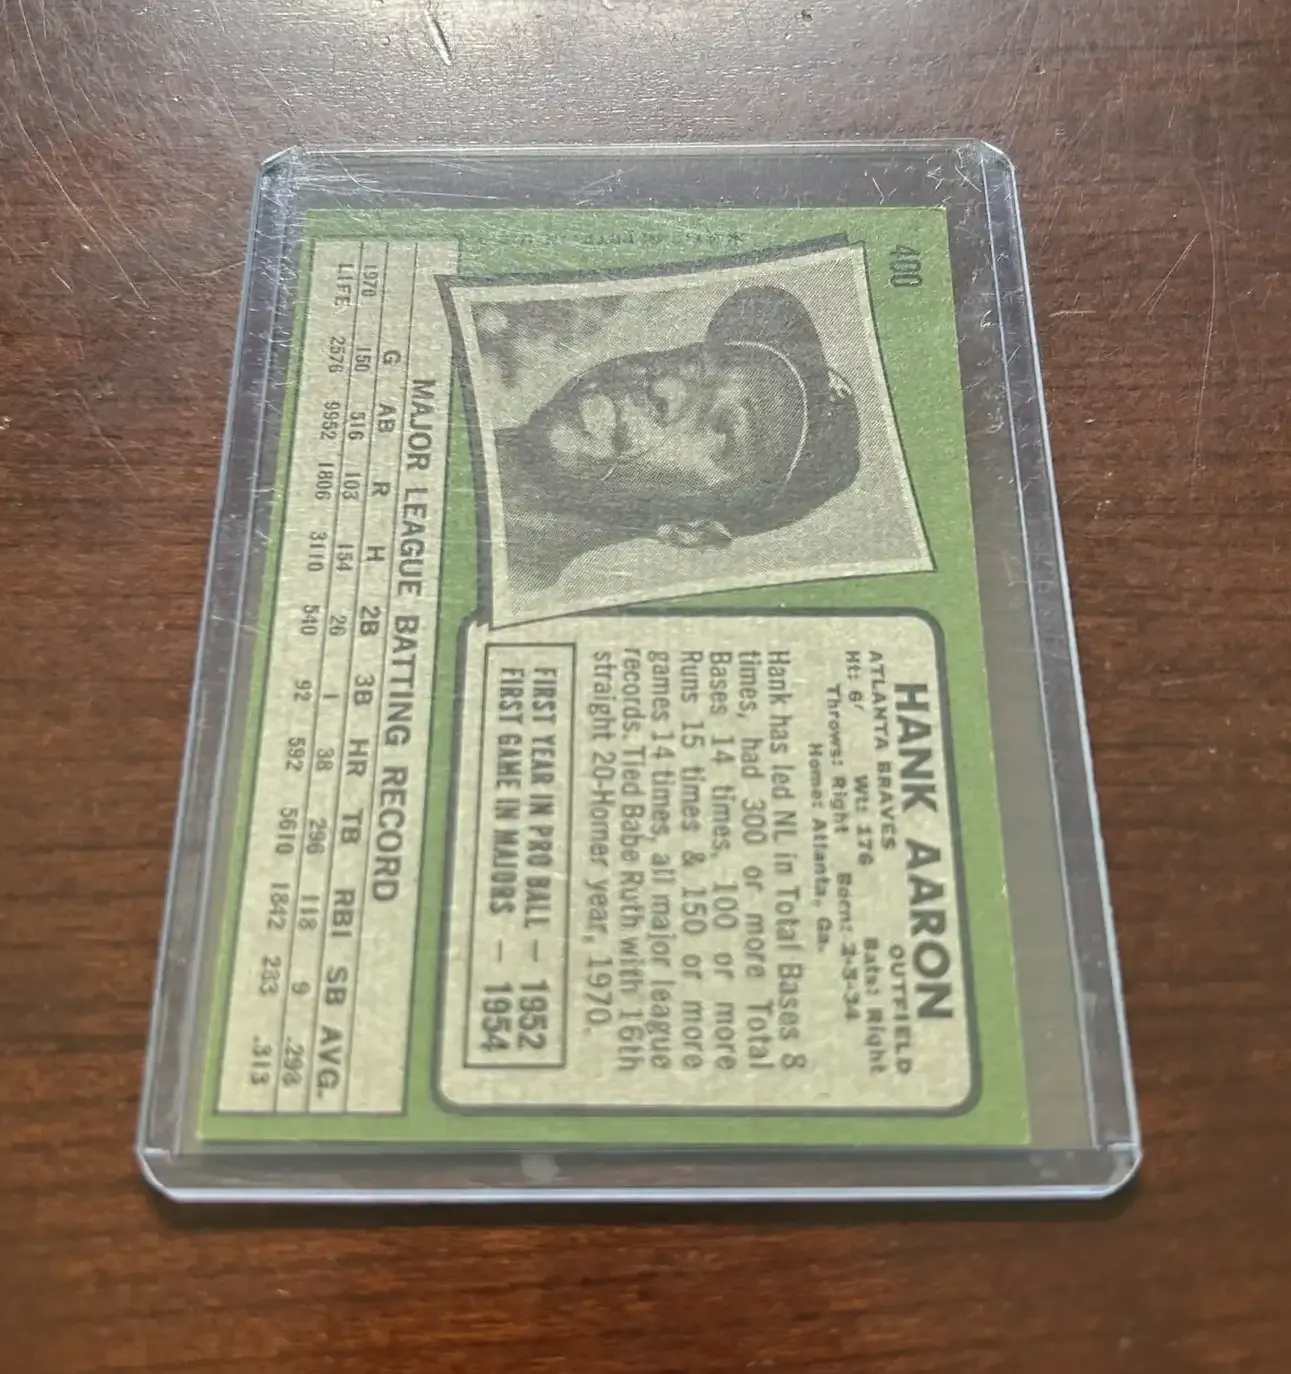 400
HANK AARON
ATLANTA BRAVES OUTFIELD
Ht: 6' Wt: 176 Bats: Right
Throws: Right Born: 2-5-34
Home: Atlanta, Ga.
Hank has led NL in Total Bases 8
times, had 300 or more Total
Bases 14 times, 100 or more
Runs 15 times & 150 or more
games 14 times, all major league
records. Tied Babe Ruth with 16th
straight 20-Homer year, 1970.
FIRST YEAR IN PRO BALL – 1952
FIRST GAME IN MAJORS – 1954
MAJOR LEAGUE BATTING RECORD
G AB R H 2B 3B HR TB RBI SB AVG.
1970 150 516 103 154 26 1 38 296 118 9 .298
LIFE 2576 9952 1806 3110 540 92 592 5610 1842 233 .313